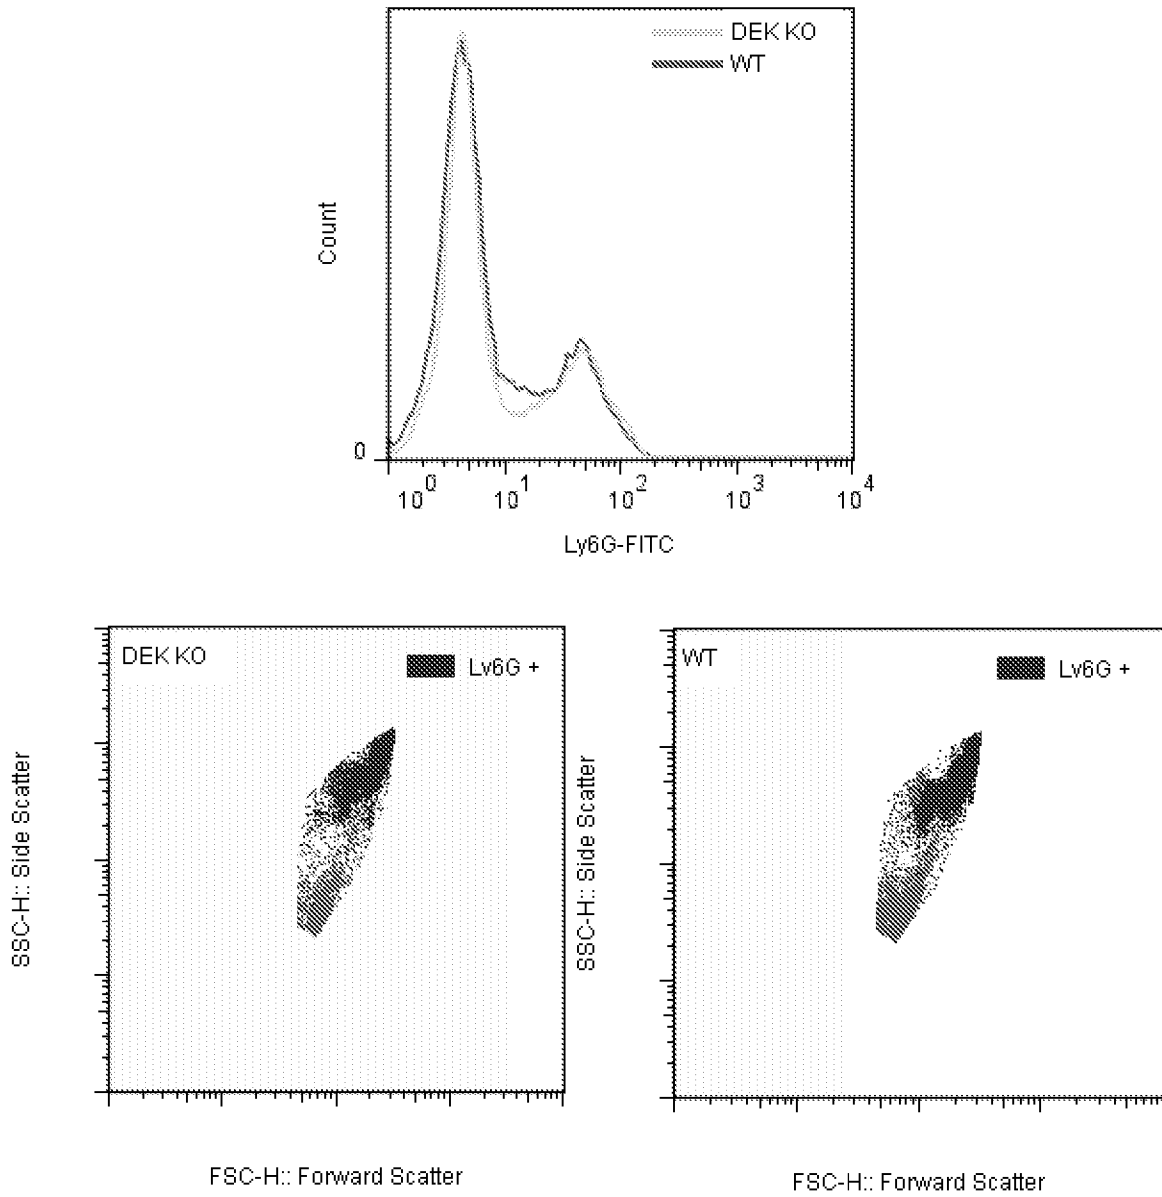 DEK KO
WT
Count
0
10^0 10^1 10^2 10^3 10^4
Ly6G-FITC
DEK KO
Lv6G +
SSC-H:: Side Scatter
FSC-H:: Forward Scatter
WT
Lv6G +
SSC-H:: Side Scatter
FSC-H:: Forward Scatter